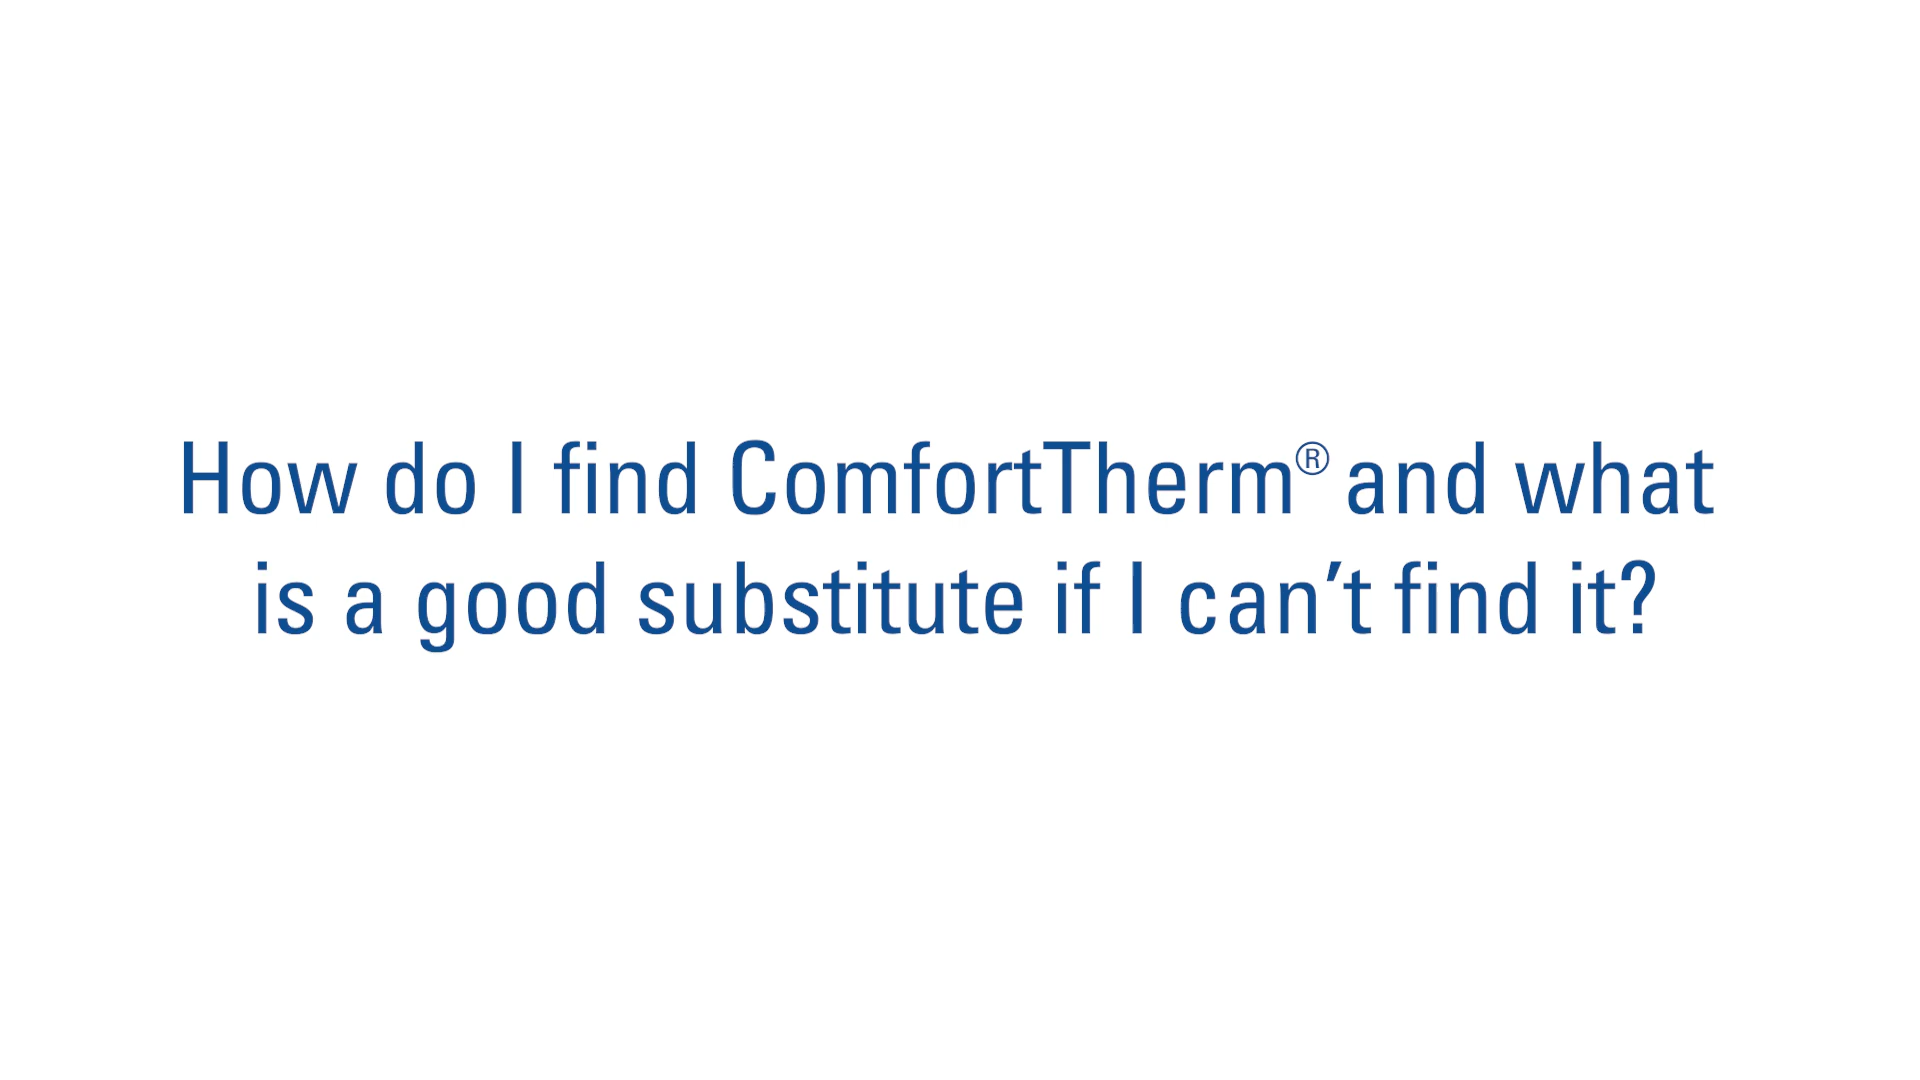 How do I find ComfortTherm® and what
is a good substitute if I can’t find it?